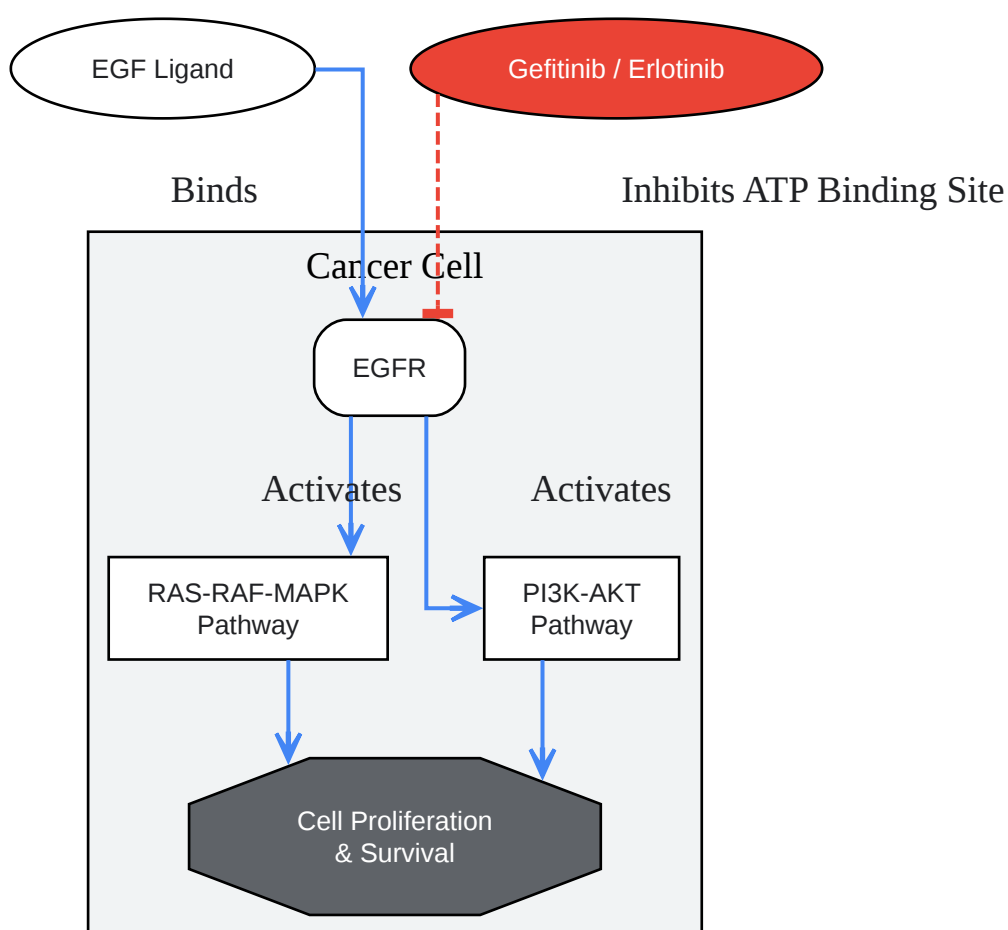 EGF Ligand
Gefitinib / Erlotinib
Binds
Inhibits ATP Binding Site
Cancer Cell
EGFR
Activates
Activates
RAS-RAF-MAPK
Pathway
PI3K-AKT
Pathway
Cell Proliferation
& Survival